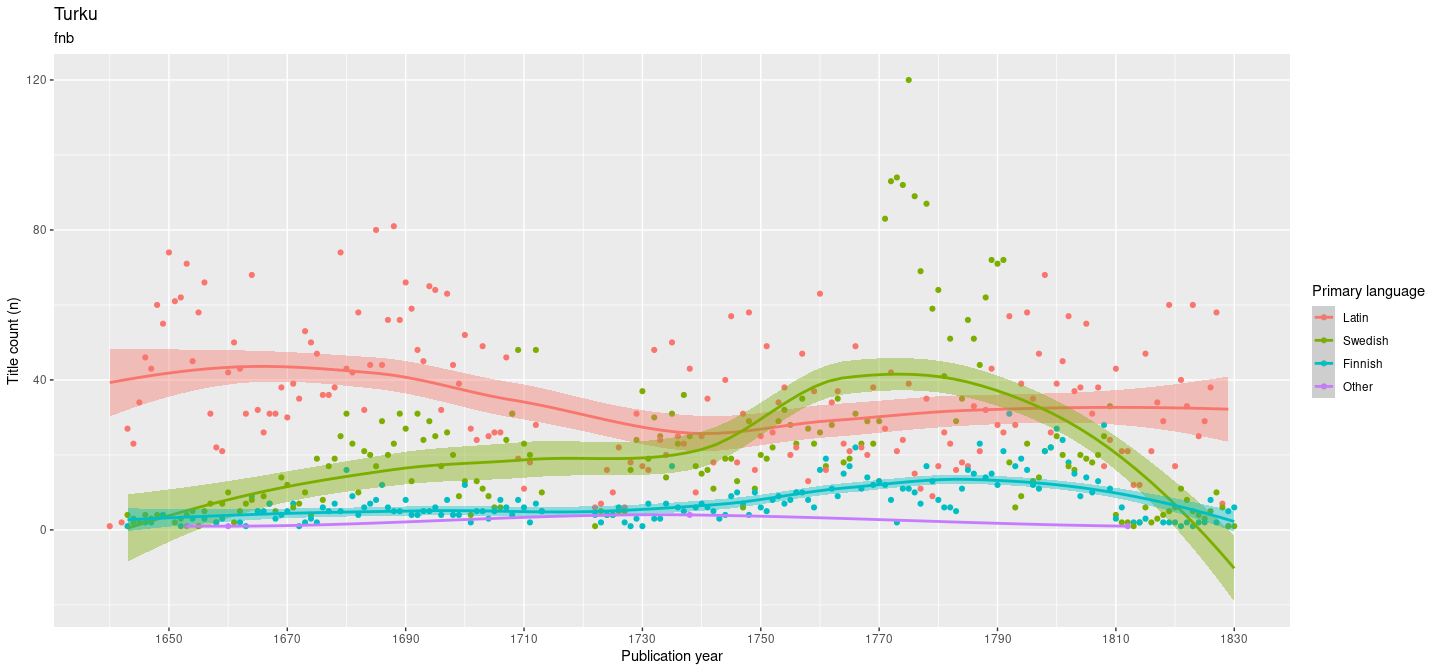 Turku
fnb
Title count (n)
120
80
40
0
1650 1670 1690 1710 1730 1750 1770 1790 1810 1830
Publication year
Primary language
Latin
Swedish
Finnish
Other